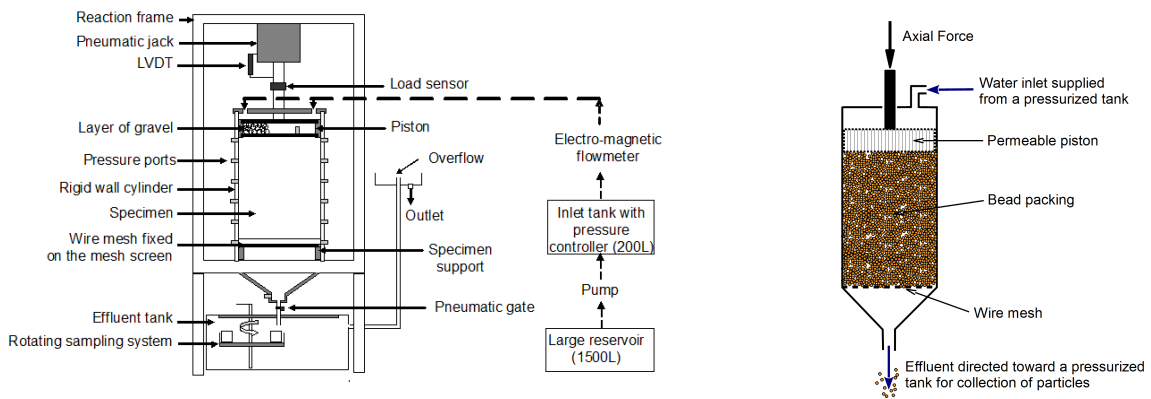 Reaction frame
Pneumatic jack
LVDT
Load sensor
Layer of gravel
Piston
Pressure ports
Rigid wall cylinder
Specimen
Wire mesh fixed
on the mesh screen
Overflow
Outlet
Specimen
support
Pneumatic gate
Effluent tank
Rotating sampling system
Electro-magnetic
flowmeter
Inlet tank with
pressure
controller (200L)
Pump
Large reservoir
(1500L)
Axial Force
Water inlet supplied
from a pressurized tank
Permeable piston
Bead packing
Wire mesh
Effluent directed toward a pressurized
tank for collection of particles